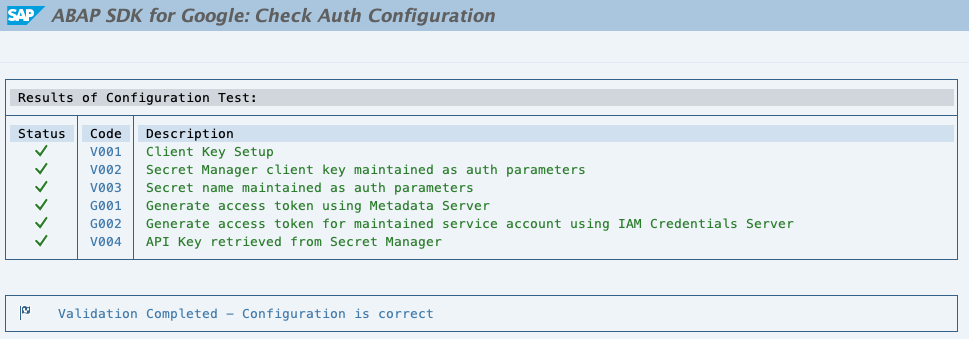 SAP ABAP SDK for Google: Check Auth Configuration
Results of Configuration Test:
Status Code Description
V001 Client Key Setup
V002 Secret Manager client key maintained as auth parameters
V003 Secret name maintained as auth parameters
G001 Generate access token using Metadata Server
G002 Generate access token for maintained service account using IAM Credentials Server
V004 API Key retrieved from Secret Manager
Validation Completed – Configuration is correct